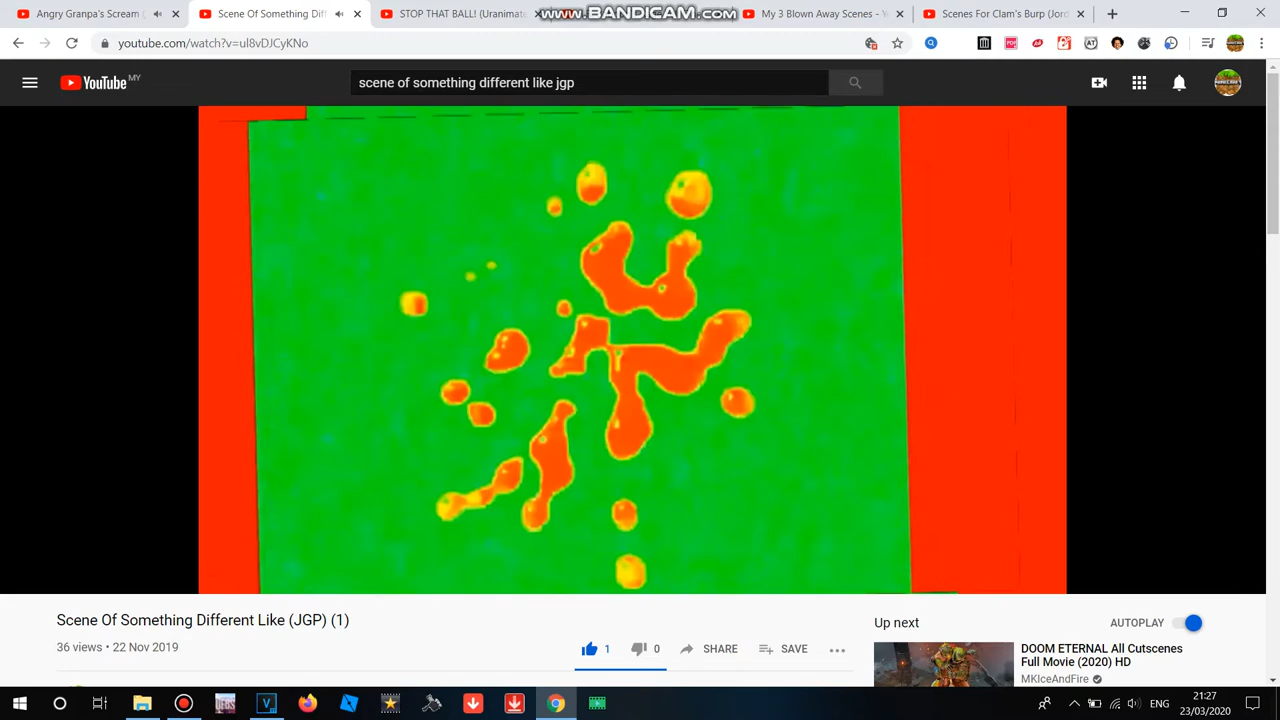 Angry Granpa's Scream (
Scene Of Something Diff
STOP THAT BALL! (Uranimate
www.BANDICAM.com
My 3 Blown Away Scenes - Y
Scenes For Clam's Burp (Jord
youtube.com/watch?v=ul8vDJCyKNo
YouTube MY
scene of something different like jgp
Scene Of Something Different Like (JGP) (1)
36 views • 22 Nov 2019
1
0
SHARE
SAVE
Up next
AUTOPLAY
DOOM ETERNAL All Cutscenes
Full Movie (2020) HD
MKIceAndFire
ENG
21:27
23/03/2020